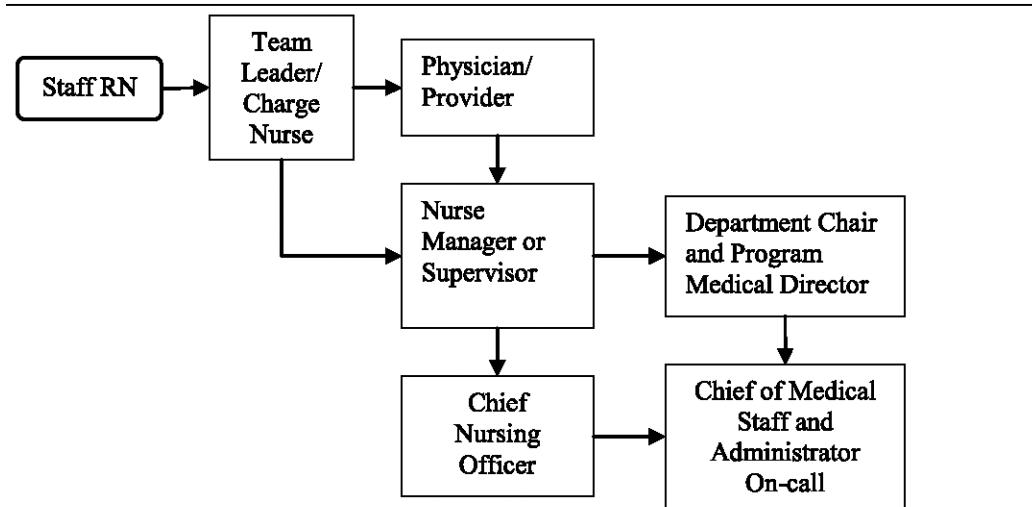 Staff RN
Team
Leader/
Charge
Nurse
Physician/
Provider
Nurse
Manager or
Supervisor
Department Chair
and Program
Medical Director
Chief
Nursing
Officer
Chief of Medical
Staff and
Administrator
On-call